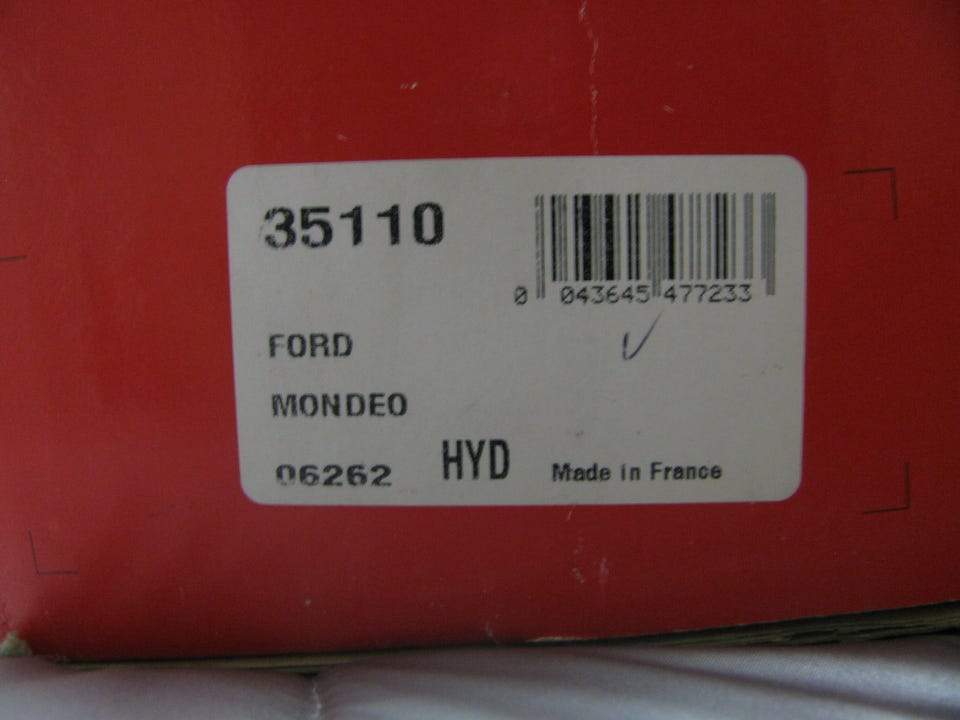 35110
0 043645 477233
FORD
MONDEO
06262 HYD Made in France